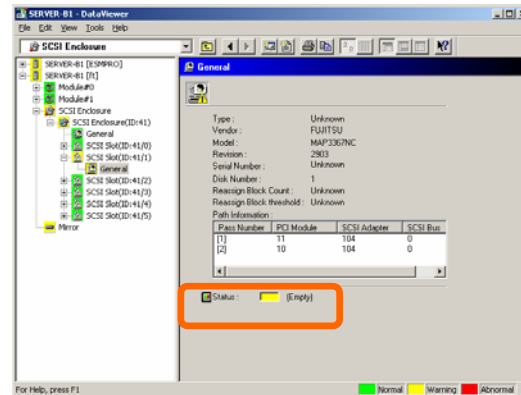 SERVER-B1 - DataViewer
File Edit View Tools Help
SCSI Enclosure
SERVER-B1 [ESMPRO]
SERVER-B1 [ft]
Module#0
Module#1
SCSI Enclosure
SCSI Enclosure(ID:41)
General
SCSI Slot(ID:41/0)
SCSI Slot(ID:41/1)
General
SCSI Slot(ID:41/2)
SCSI Slot(ID:41/3)
SCSI Slot(ID:41/4)
SCSI Slot(ID:41/5)
Mirror
General
Type : Unknown
Vendor : FUJITSU
Model : MAP3367NC
Revision : 2903
Serial Number : Unknown
Disk Number : 1
Reassign Block Count : Unknown
Reassign Block threshold : Unknown
Path Information :
Pass Number PCI Module SCSI Adapter SCSI Bus
[1] 11 104 0
[2] 10 104 0
Status : (Empty)
For Help, press F1
Normal Warning Abnormal